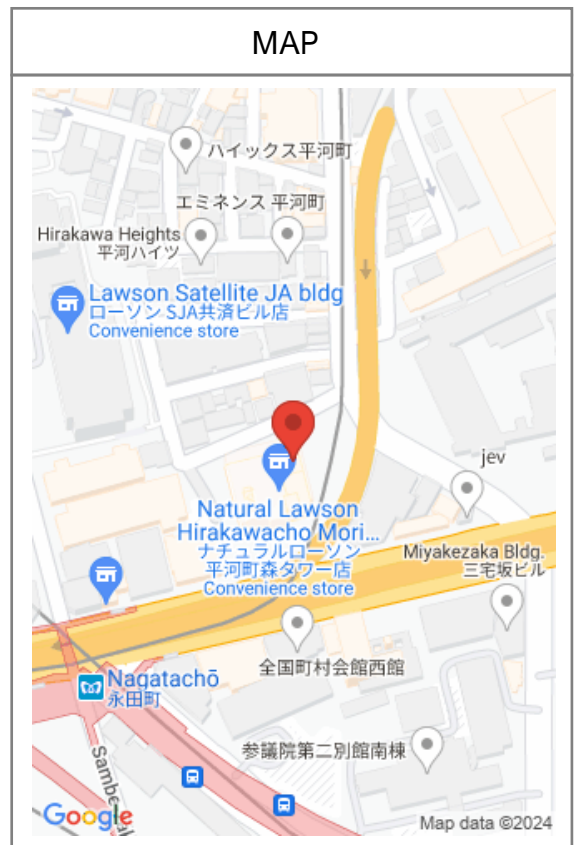 MAP
ハイックス平河町
エミネンス 平河町
Hirakawa Heights
平河ハイツ
Lawson Satellite JA bldg
ローソン SJA共済ビル店
Convenience store
jev
Natural Lawson
Hirakawacho Mori...
ナチュラルローソン
平河町森タワー店
Convenience store
Miyakezaka Bldg.
三宅坂ビル
全国町村会館西館
Nagatachō
永田町
参議院第二別館南棟
Google
Map data ©2024